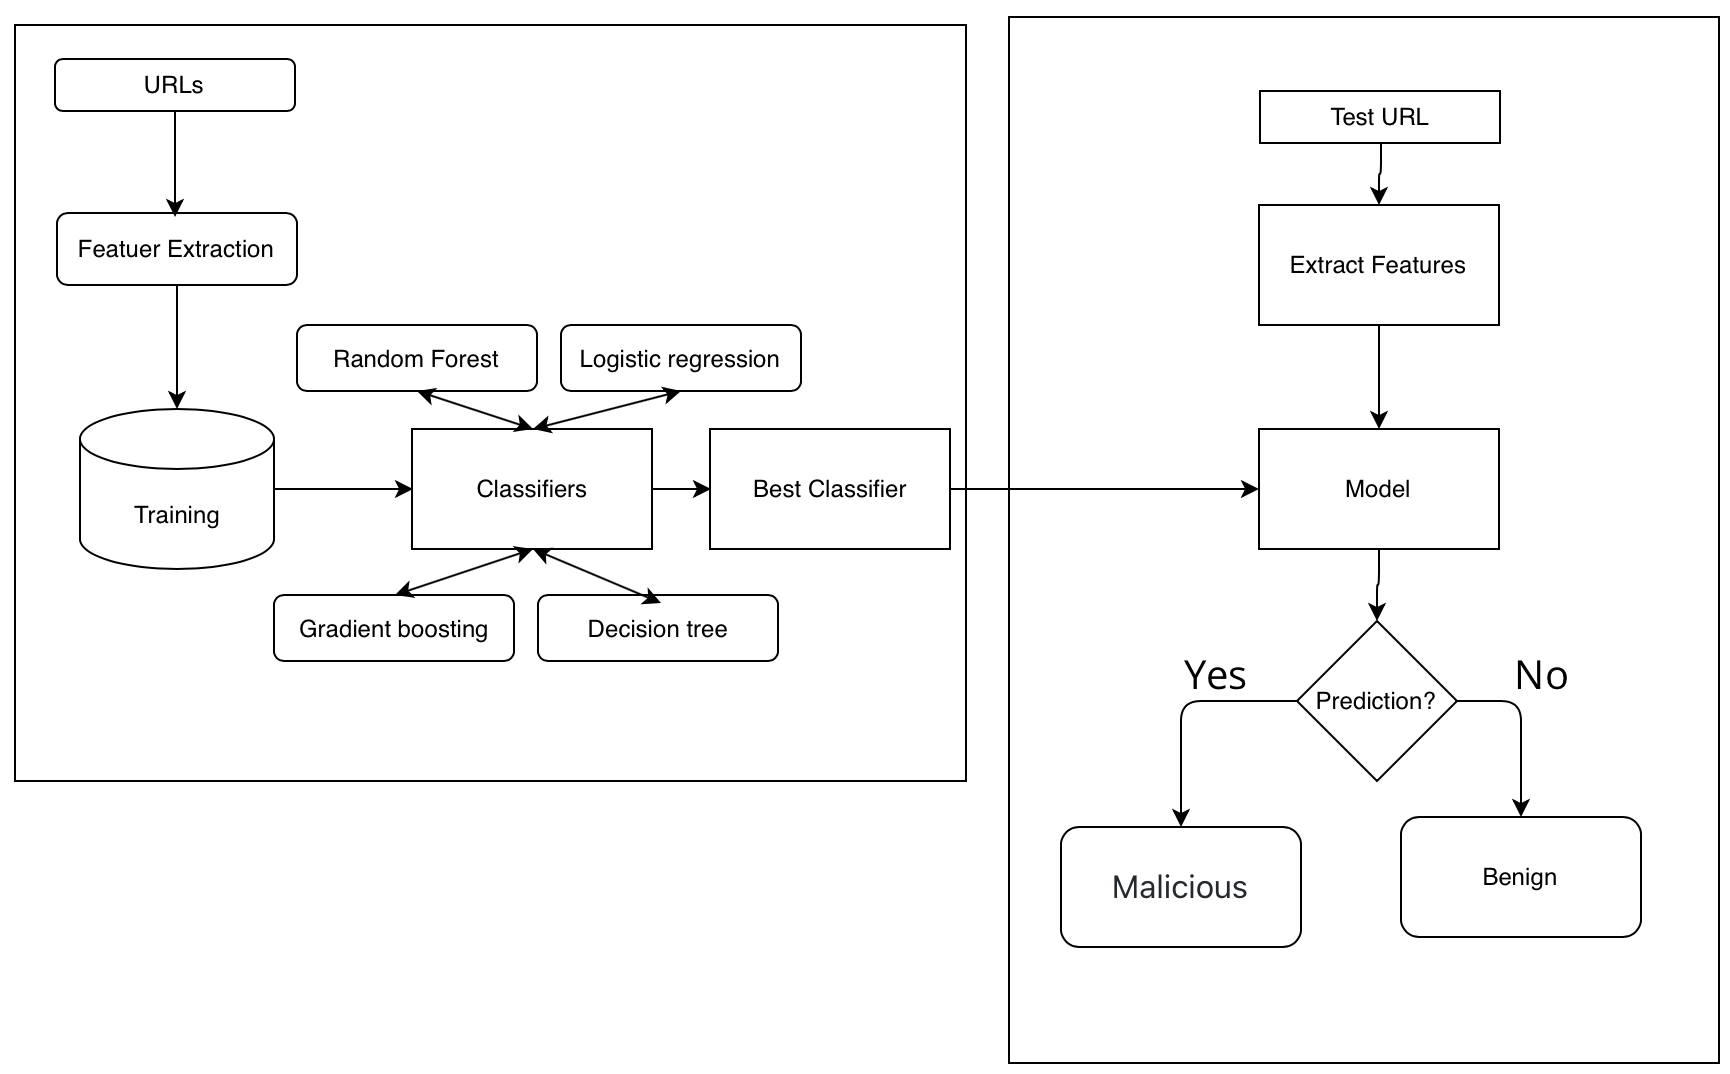 URLs
Featuer Extraction
Random Forest
Logistic regression
Training
Classifiers
Best Classifier
Gradient boosting
Decision tree
Test URL
Extract Features
Model
Prediction?
Yes
No
Malicious
Benign